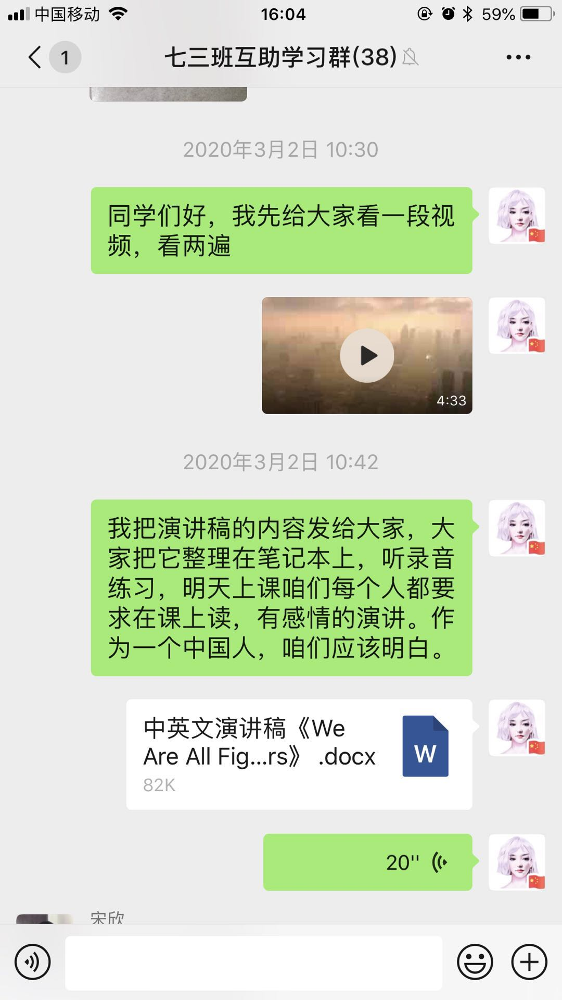 中国移动 16:04 59%
1 七三班互助学习群(38)
2020年3月2日 10:30
同学们好，我先给大家看一段视
频，看两遍
4:33
2020年3月2日 10:42
我把演讲稿的内容发给大家，大
家把它整理在笔记本上，听录音
练习，明天上课咱们每个人都要
求在课上读，有感情的演讲。作
为一个中国人，咱们应该明白。
中英文演讲稿《We
Are All Fig...rs》 .docx
W
82K
20''
宋欣